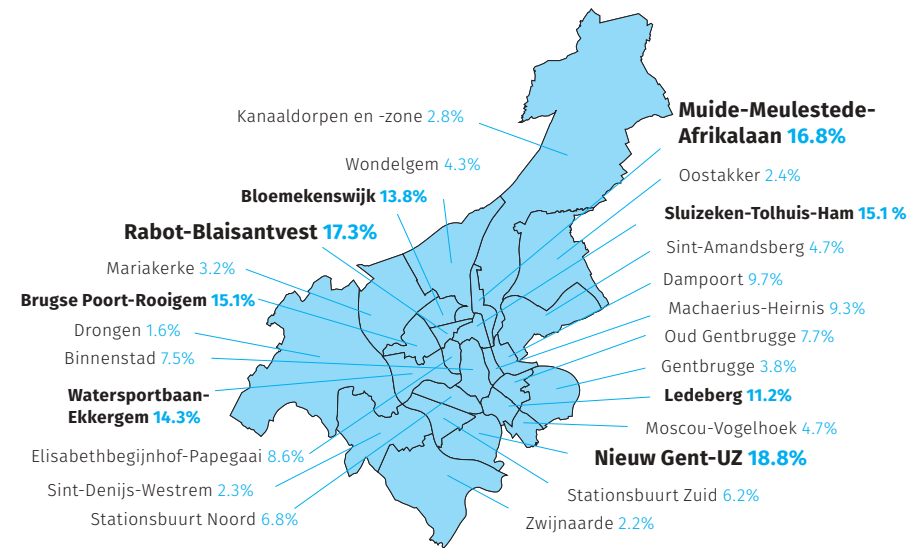 Kanaaldorpen en -zone 2.8%
Wondelgem 4.3%
Bloemekenswijk 13.8%
Rabot-Blaisantvest 17.3%
Mariakerke 3.2%
Brugse Poort-Rooigem 15.1%
Drongen 1.6%
Binnenstad 7.5%
Watersportbaan-
Ekkergem 14.3%
Elisabethbegijnhof-Papegaai 8.6%
Sint-Denijs-Westrem 2.3%
Stationsbuurt Noord 6.8%
Muide-Meulestede-
Afrikalaan 16.8%
Oostakker 2.4%
Sluizeken-Tolhuis-Ham 15.1 %
Sint-Amandsberg 4.7%
Dampoort 9.7%
Machaerius-Heirnis 9.3%
Oud Gentbrugge 7.7%
Gentbrugge 3.8%
Ledeberg 11.2%
Moscou-Vogelhoek 4.7%
Nieuw Gent-UZ 18.8%
Stationsbuurt Zuid 6.2%
Zwijnaarde 2.2%